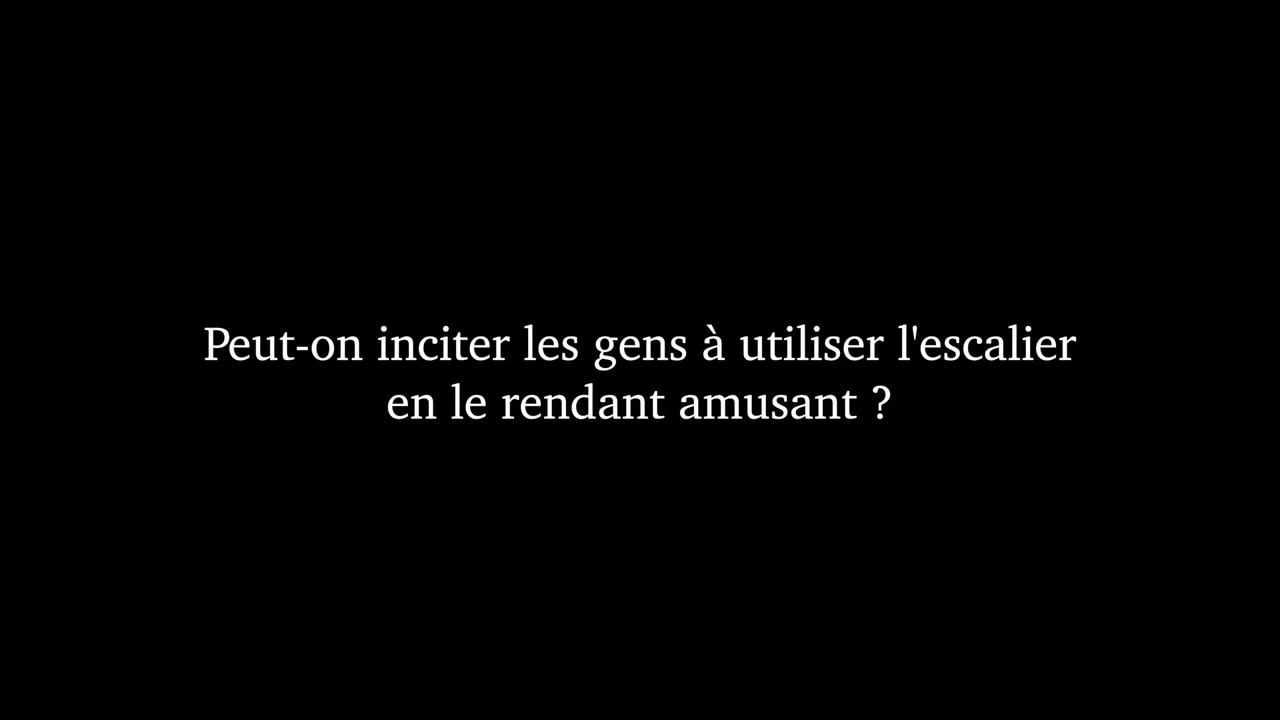 Peut-on inciter les gens à utiliser l'escalier
en le rendant amusant ?